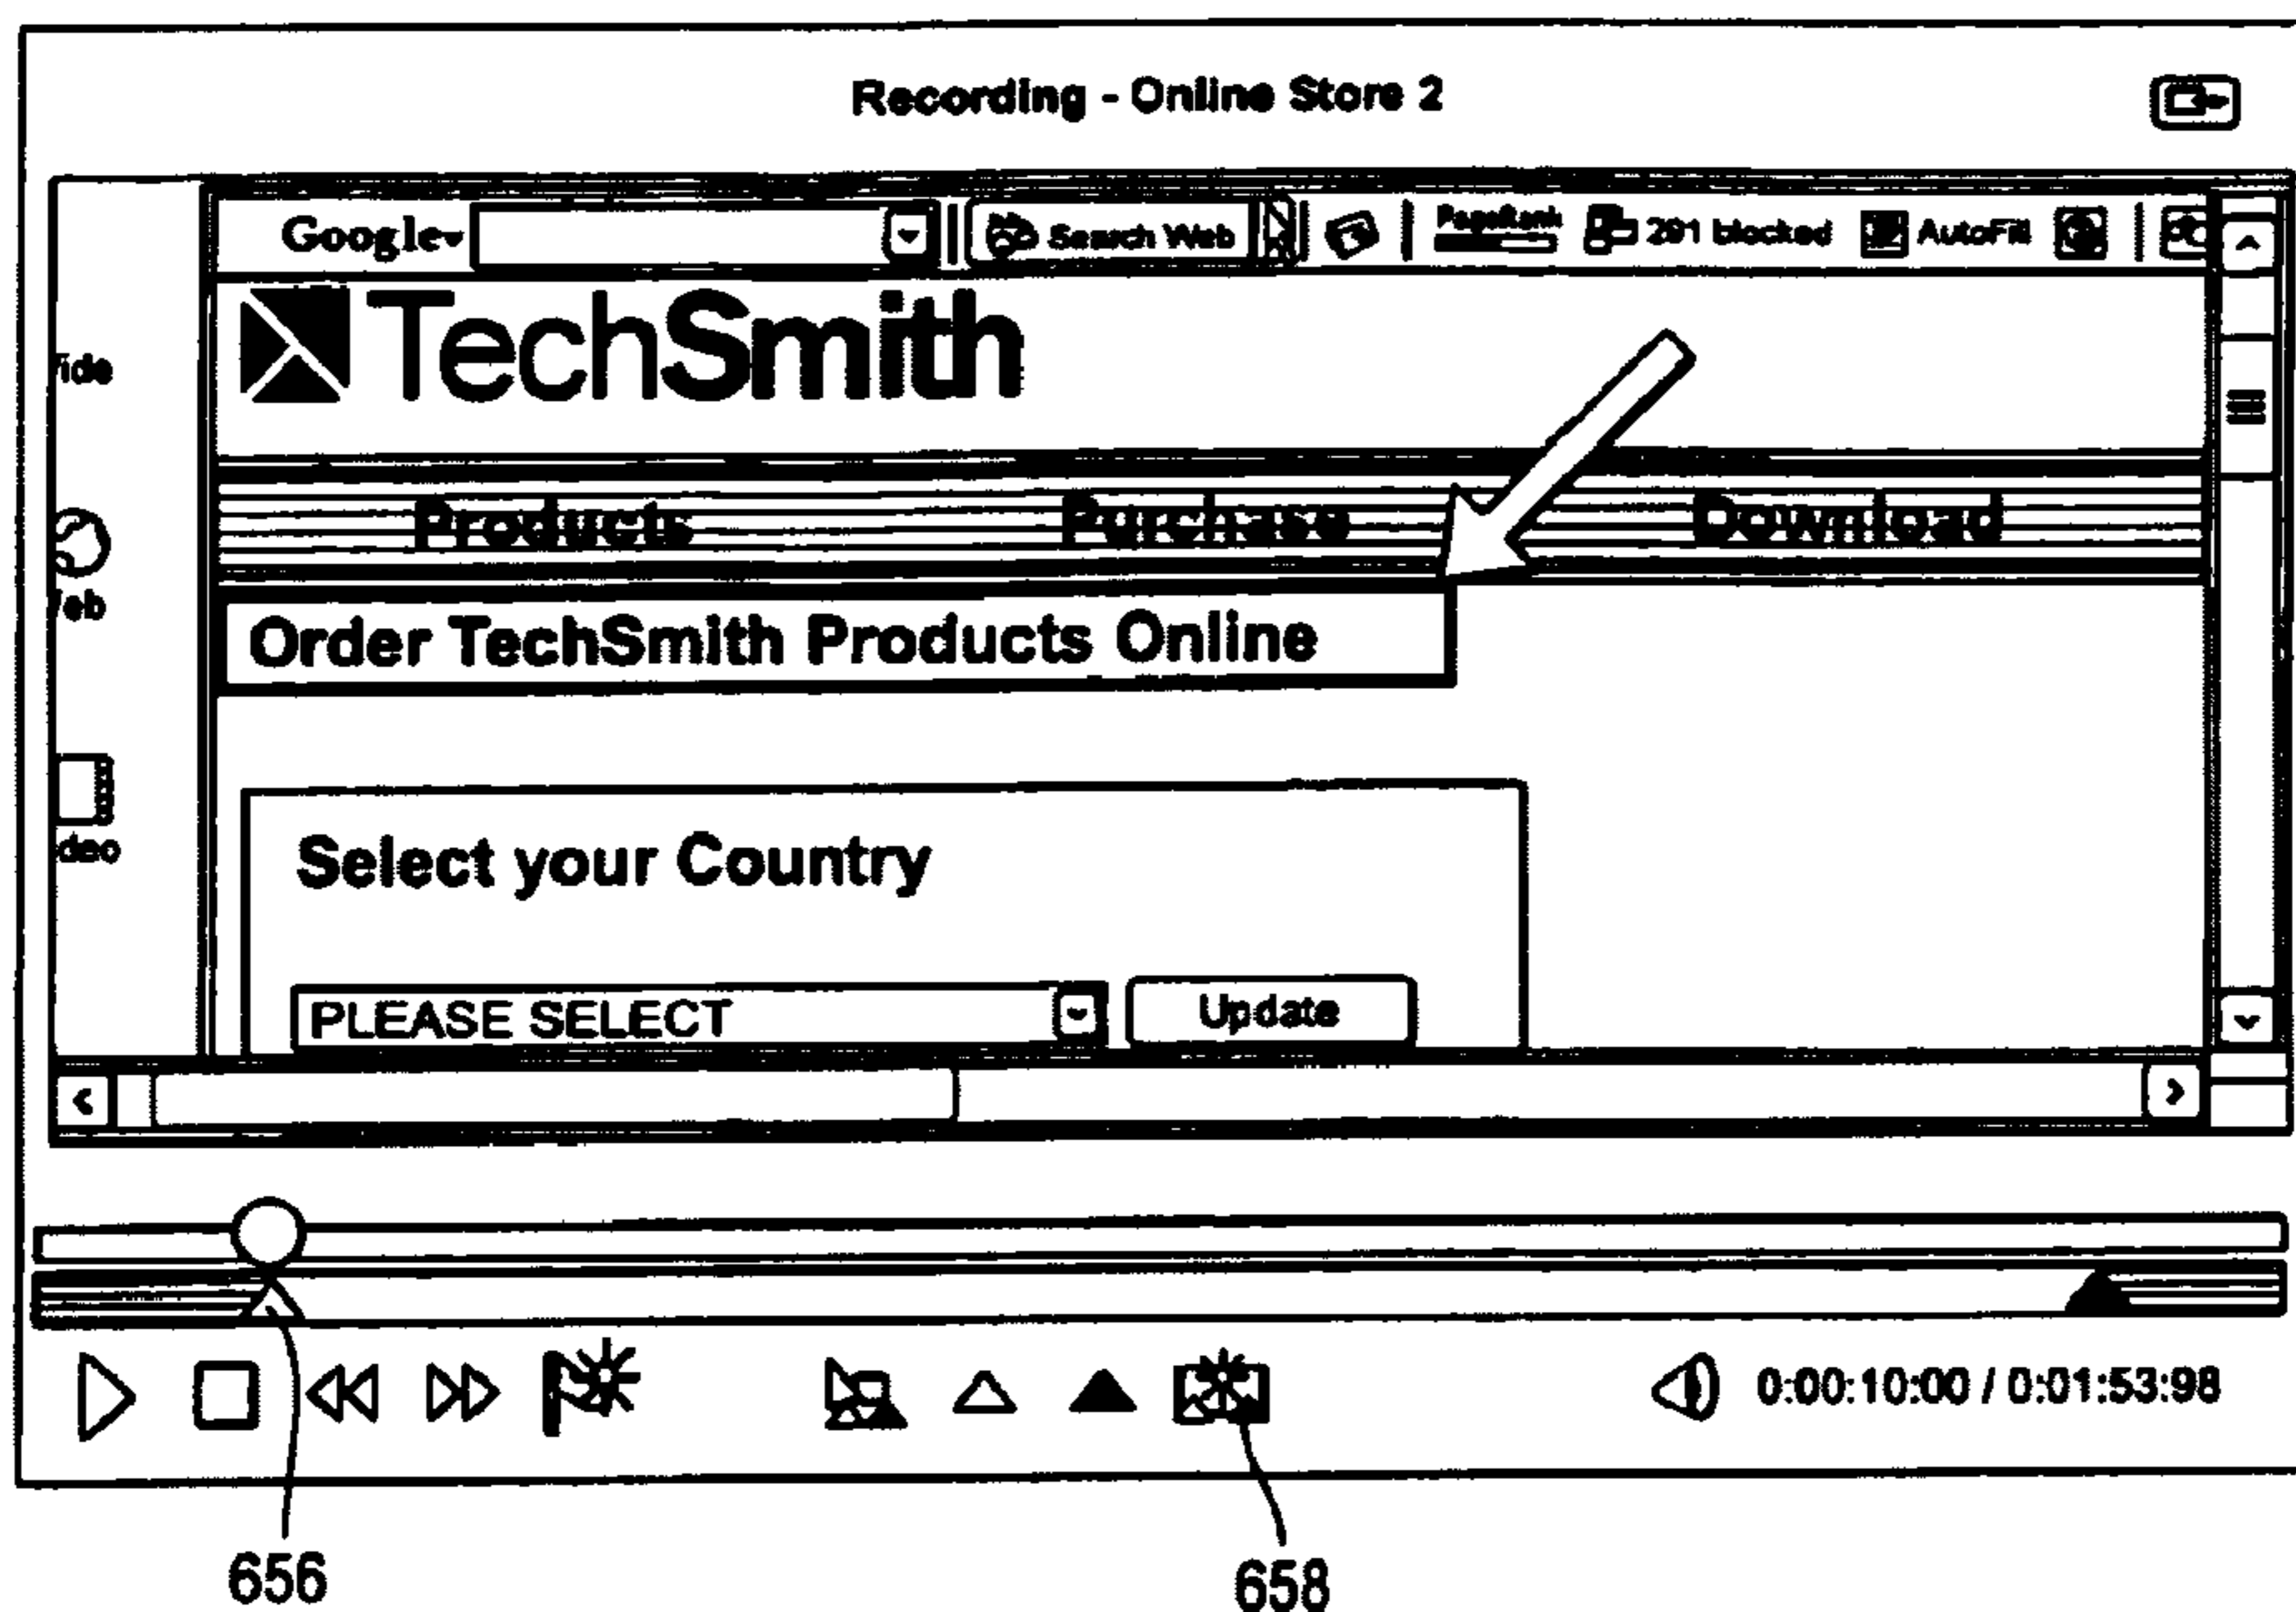 Recording - Online Store 2
Google Search Web PageRank 291 blocked AutoFill
TechSmith
ide
Products Purchase Download
eb
Order TechSmith Products Online
deo
Select your Country
PLEASE SELECT Update
0:00:10:00 / 0:01:53:98
656 658